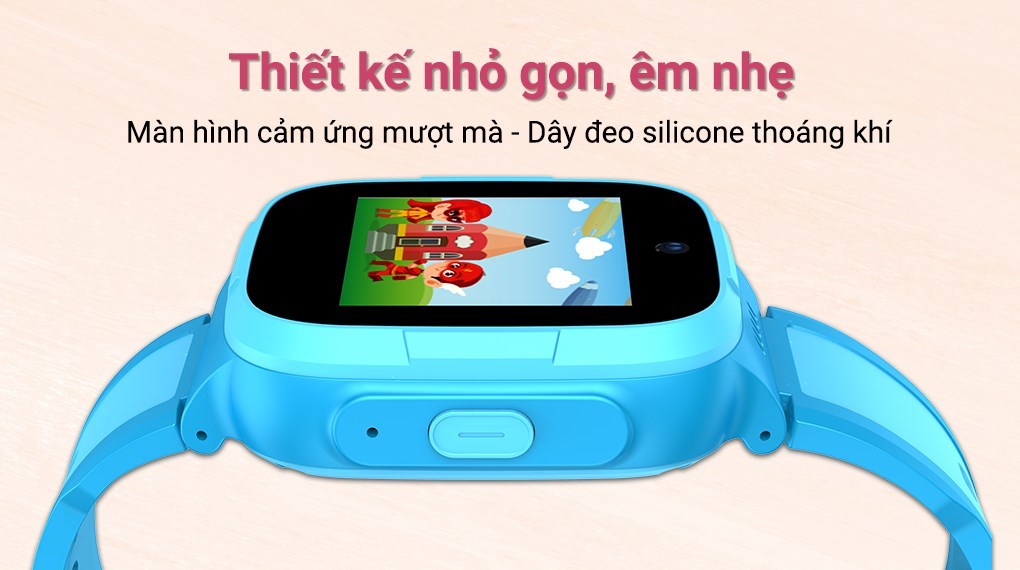 Thiết kế nhỏ gọn, êm nhẹ
Màn hình cảm ứng mượt mà - Dây đeo silicone thoáng khí